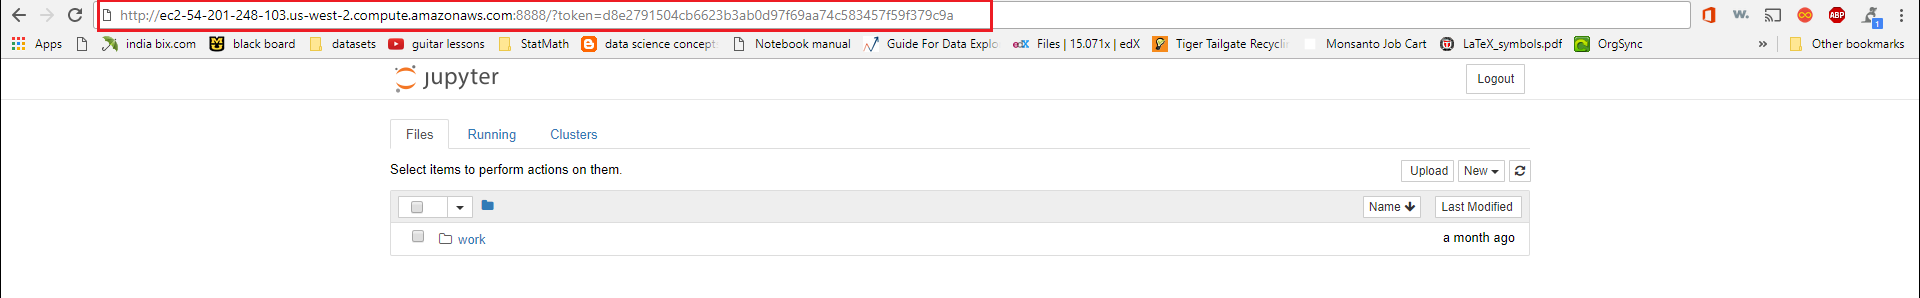 http://ec2-54-201-248-103.us-west-2.compute.amazonaws.com:8888/?token=d8e2791504cb6623b3ab0d97f69aa74c583457f59f379c9a
W. ABP 1
Apps india bix.com black board datasets guitar lessons StatMath data science concept Notebook manual Guide For Data Explo edX Files | 15.071x | edX Tiger Tailgate Recycli Monsanto Job Cart LaTeX_symbols.pdf OrgSync » Other bookmarks
jupyter Logout
Files Running Clusters
Select items to perform actions on them. Upload New
Name Last Modified
work a month ago